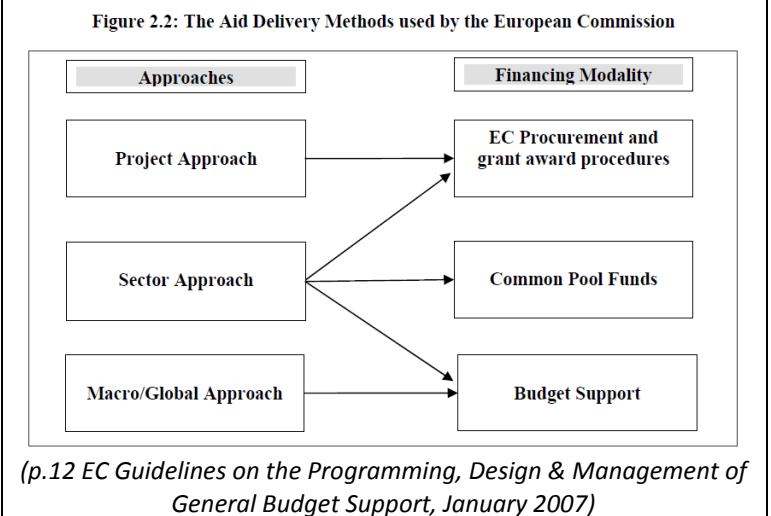 Figure 2.2: The Aid Delivery Methods used by the European Commission
Approaches
Financing Modality
Project Approach
EC Procurement and
grant award procedures
Sector Approach
Common Pool Funds
Macro/Global Approach
Budget Support
(p.12 EC Guidelines on the Programming, Design & Management of
General Budget Support, January 2007)